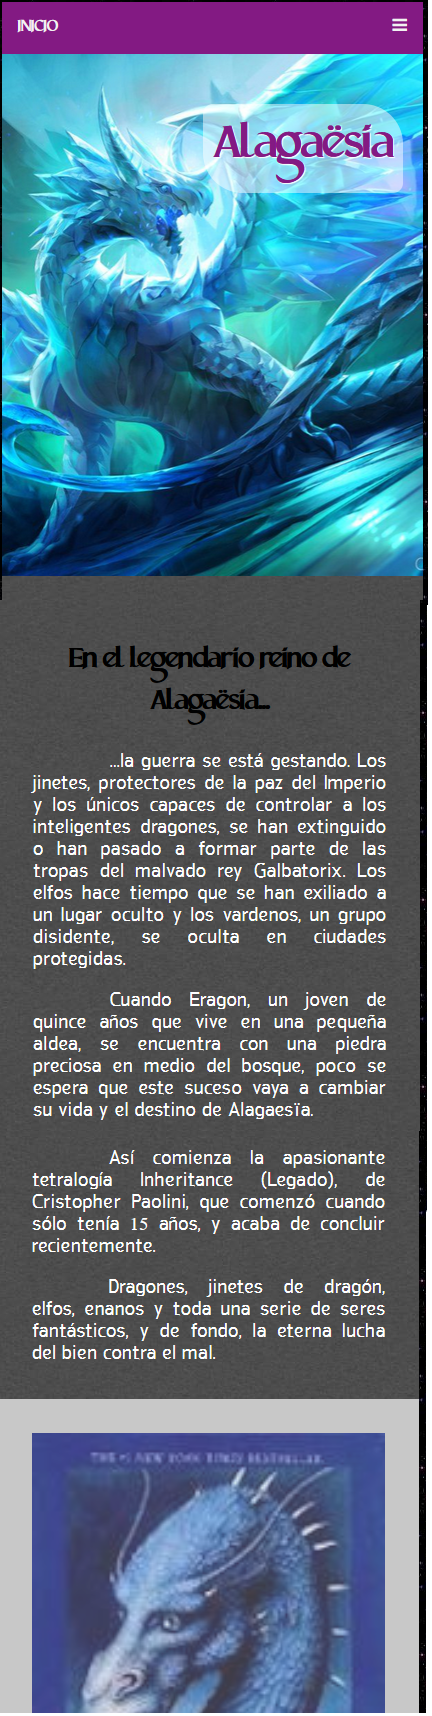 INICIO
Alagaësía
En el legendario reino de
Alagaësía...
...la guerra se está gestando. Los
jinetes, protectores de la paz del Imperio
y los únicos capaces de controlar a los
inteligentes dragones, se han extinguido
o han pasado a formar parte de las
tropas del malvado rey Galbatorix. Los
elfos hace tiempo que se han exiliado a
un lugar oculto y los vardenos, un grupo
disidente, se oculta en ciudades
protegidas.
Cuando Eragon, un joven de
quince años que vive en una pequeña
aldea, se encuentra con una piedra
preciosa en medio del bosque, poco se
espera que este suceso vaya a cambiar
su vida y el destino de Alagaesïa.
Así comienza la apasionante
tetralogía Inheritance (Legado), de
Cristopher Paolini, que comenzó cuando
sólo tenía 15 años, y acaba de concluir
recientemente.
Dragones, jinetes de dragón,
elfos, enanos y toda una serie de seres
fantásticos, y de fondo, la eterna lucha
del bien contra el mal.
THE #1 NEW YORK TIMES BESTSELLER